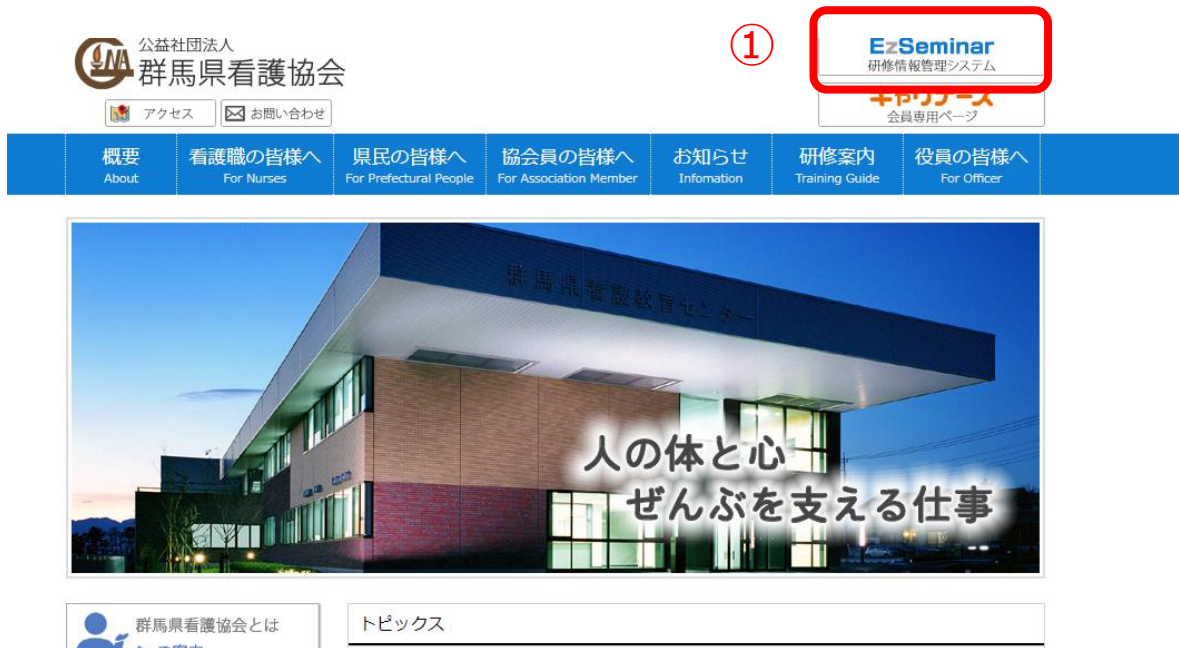 公益社団法人
群馬県看護協会
アクセス
お問い合わせ
①
EzSeminar
研修情報管理システム
キャリナース
会員専用ページ
概要
About
看護職の皆様へ
For Nurses
県民の皆様へ
For Prefectural People
協会員の皆様へ
For Association Member
お知らせ
Infomation
研修案内
Training Guide
役員の皆様へ
For Officer
群馬県看護教育センター
人の体と心
ぜんぶを支える仕事
群馬県看護協会とは
トピックス